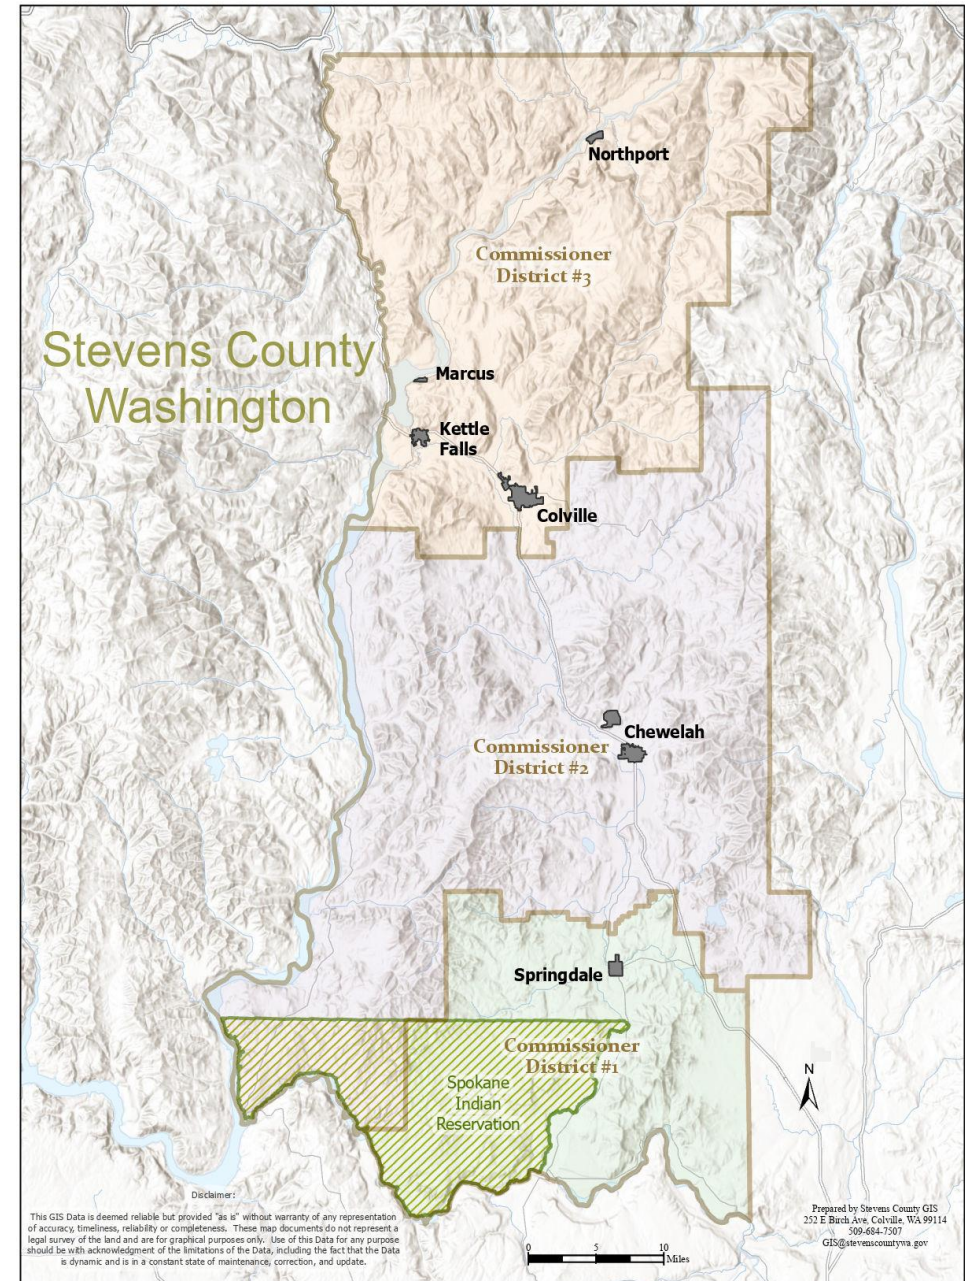 Northport
Commissioner
District #3
Stevens County
Washington
Marcus
Kettle
Falls
Colville
Chewelah
Commissioner
District #2
Springdale
Commissioner
District #1
Spokane
Indian
Reservation
N
Disclaimer:
This GIS Data is deemed reliable but provided "as is" without warranty of any representation
of accuracy, timeliness, reliability or completeness. These map documents do not represent a
legal survey of the land and are for graphical purposes only. Use of this Data for any purpose
should be with acknowledgment of the limitations of the Data, including the fact that the Data
is dynamic and is in a constant state of maintenance, correction, and update.
0 5 10
Miles
Prepared by Stevens County GIS
252 E Birch Ave, Colville, WA 99114
509-684-7507
GIS@stevenscountywa.gov